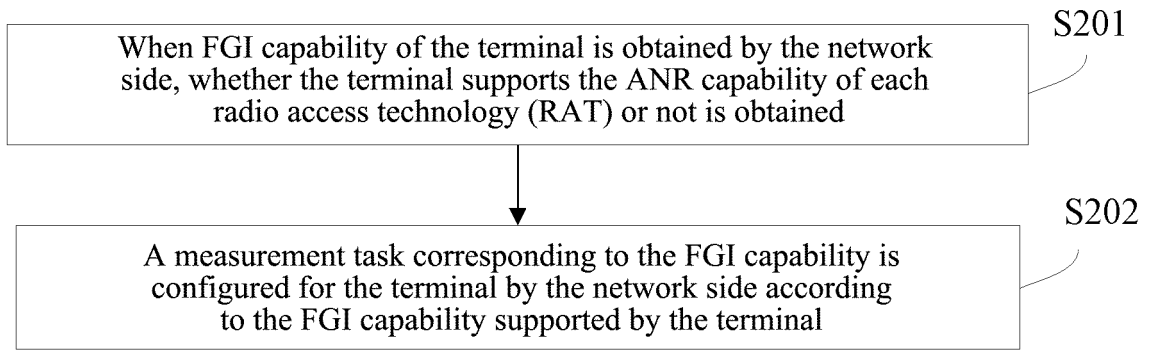 S201
When FGI capability of the terminal is obtained by the network
side, whether the terminal supports the ANR capability of each
radio access technology (RAT) or not is obtained
S202
A measurement task corresponding to the FGI capability is
configured for the terminal by the network side according
to the FGI capability supported by the terminal